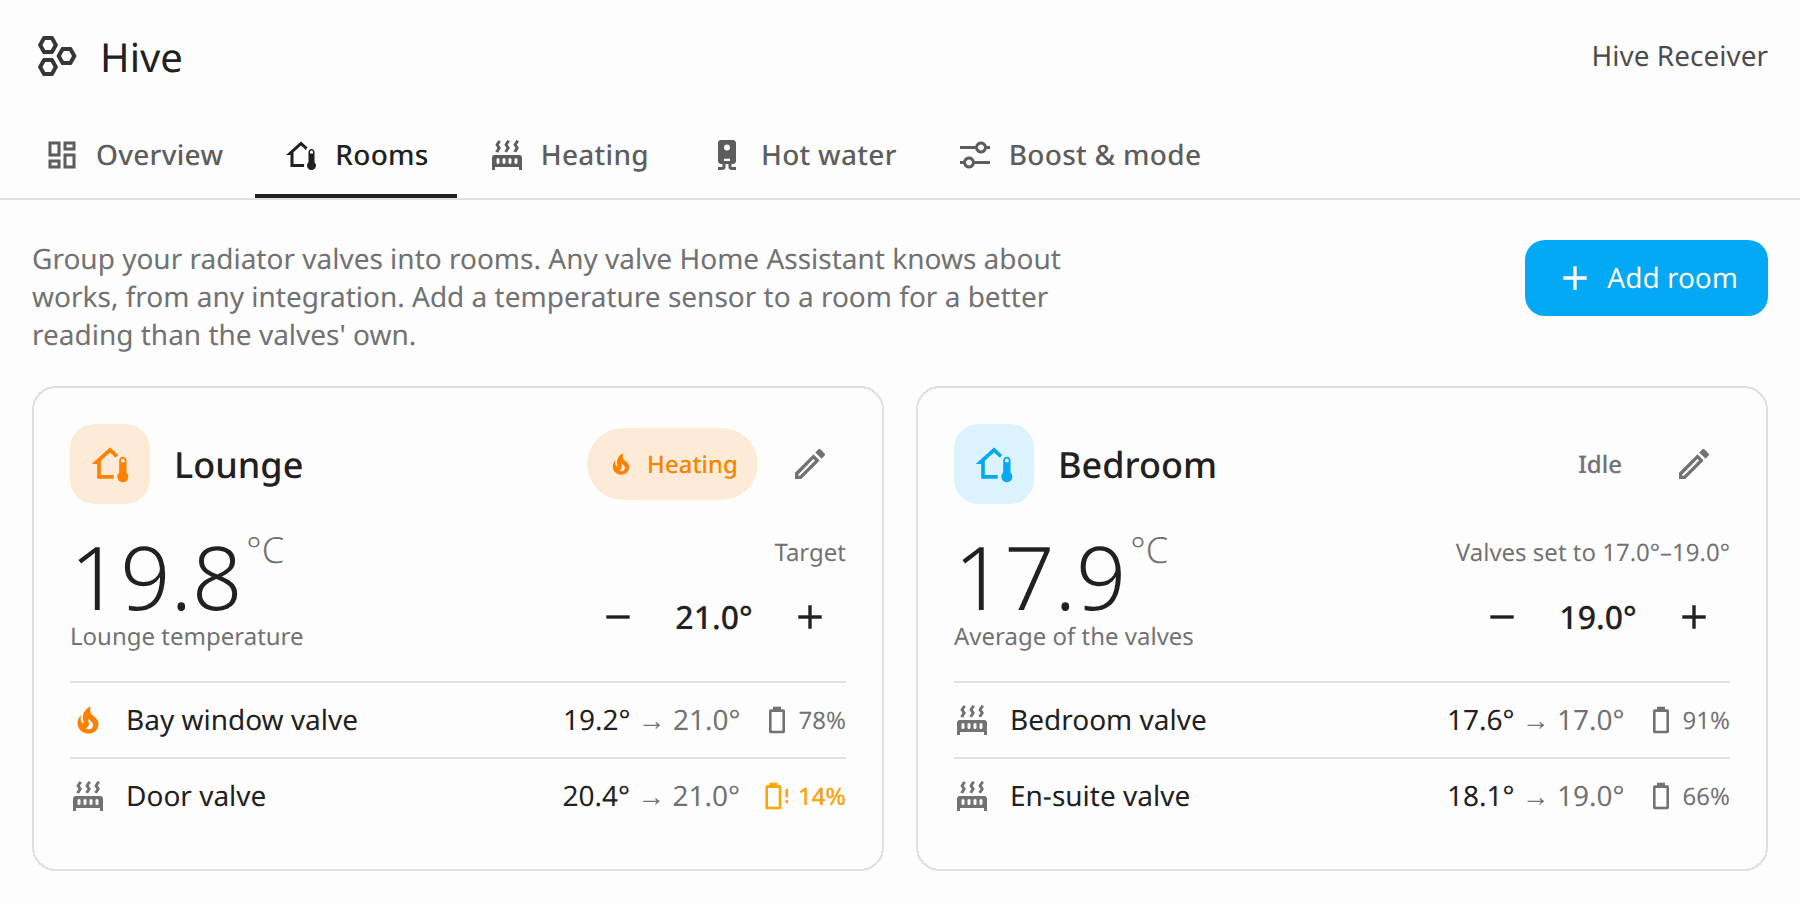 Hive
Hive Receiver
Overview
Rooms
Heating
Hot water
Boost & mode
Group your radiator valves into rooms. Any valve Home Assistant knows about
works, from any integration. Add a temperature sensor to a room for a better
reading than the valves' own.
+ Add room
Lounge
Heating
19.8 °C
Lounge temperature
Target
− 21.0° +
Bay window valve 19.2° → 21.0° 78%
Door valve 20.4° → 21.0° 14%
Bedroom
Idle
17.9 °C
Average of the valves
Valves set to 17.0°–19.0°
− 19.0° +
Bedroom valve 17.6° → 17.0° 91%
En-suite valve 18.1° → 19.0° 66%